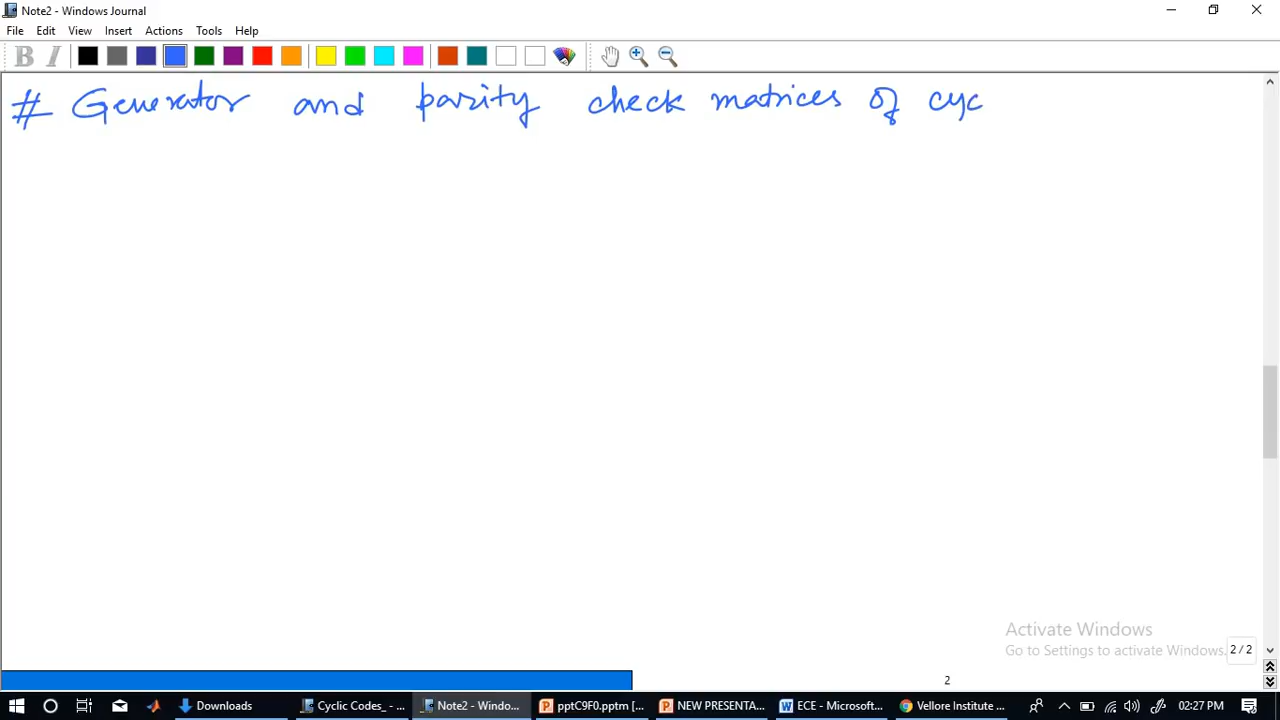 Note2 - Windows Journal
File Edit View Insert Actions Tools Help
B I
# Generator and parity check matrices of cyc
Activate Windows
Go to Settings to activate Windows.
2 / 2
2
Downloads Cyclic Codes_ - ... Note2 - Windo... pptC9F0.pptm [... NEW PRESENTA... ECE - Microsoft... Vellore Institute ... 02:27 PM